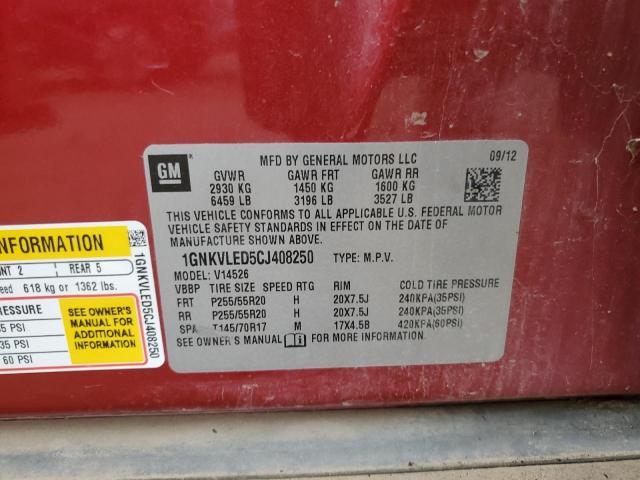 GM
MFD BY GENERAL MOTORS LLC 09/12
GVWR GAWR FRT GAWR RR
2930 KG 1450 KG 1600 KG
6459 LB 3196 LB 3527 LB
THIS VEHICLE CONFORMS TO ALL APPLICABLE U.S. FEDERAL MOTOR
VEHICLE SAFETY STANDARDS IN EFFECT ON THE DATE OF
MANUFACTURE SHOWN ABOVE.
1GNKVLED5CJ408250 TYPE: M.P.V.
MODEL: V14526
VBBP TIRE SIZE SPEED RTG RIM COLD TIRE PRESSURE
FRT P255/55R20 H 20X7.5J 240KPA(35PSI)
RR P255/55R20 H 20X7.5J 240KPA(35PSI)
SPA T145/70R17 M 17X4.5B 420KPA(60PSI)
SEE OWNER'S MANUAL FOR MORE INFORMATION.
NFORMATION
NT 2 REAR 5
eed 618 kg or 1362 lbs.
RESSURE
35 PSI
35 PSI
60 PSI
SEE OWNER'S
MANUAL FOR
ADDITIONAL
INFORMATION
1GNKVLED5CJ408250